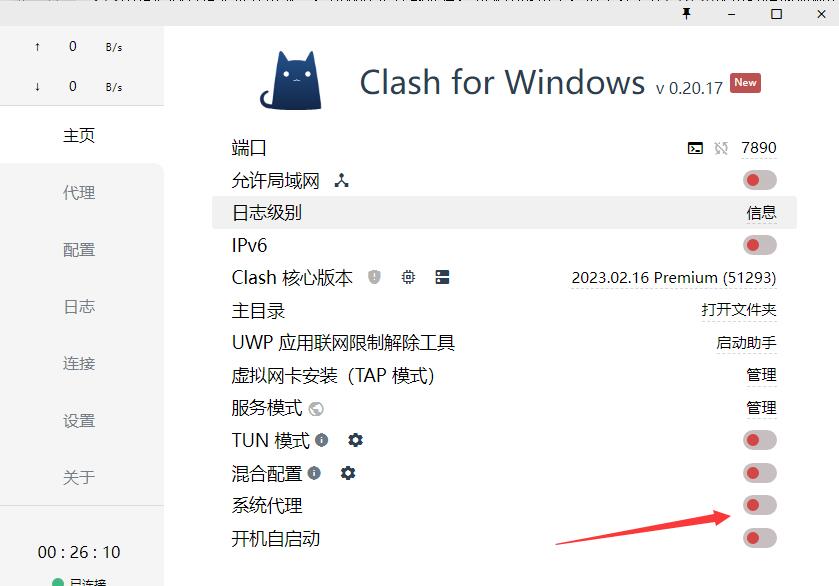 ↑ 0 B/s
↓ 0 B/s
主页
代理
配置
日志
连接
设置
关于
00 : 26 : 10
已连接
Clash for Windows v 0.20.17 New
端口 7890
允许局域网
日志级别 信息
IPv6
Clash 核心版本 2023.02.16 Premium (51293)
主目录 打开文件夹
UWP 应用联网限制解除工具 启动助手
虚拟网卡安装（TAP 模式） 管理
服务模式 管理
TUN 模式
混合配置
系统代理
开机自启动